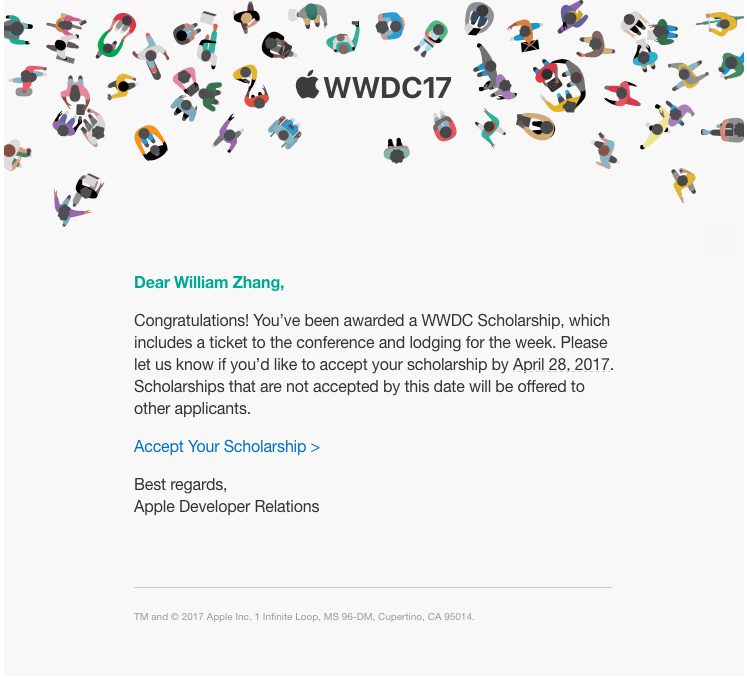 WWDC17
Dear William Zhang,
Congratulations! You’ve been awarded a WWDC Scholarship, which
includes a ticket to the conference and lodging for the week. Please
let us know if you’d like to accept your scholarship by April 28, 2017.
Scholarships that are not accepted by this date will be offered to
other applicants.
Accept Your Scholarship >
Best regards,
Apple Developer Relations
TM and © 2017 Apple Inc. 1 Infinite Loop, MS 96-DM, Cupertino, CA 95014.